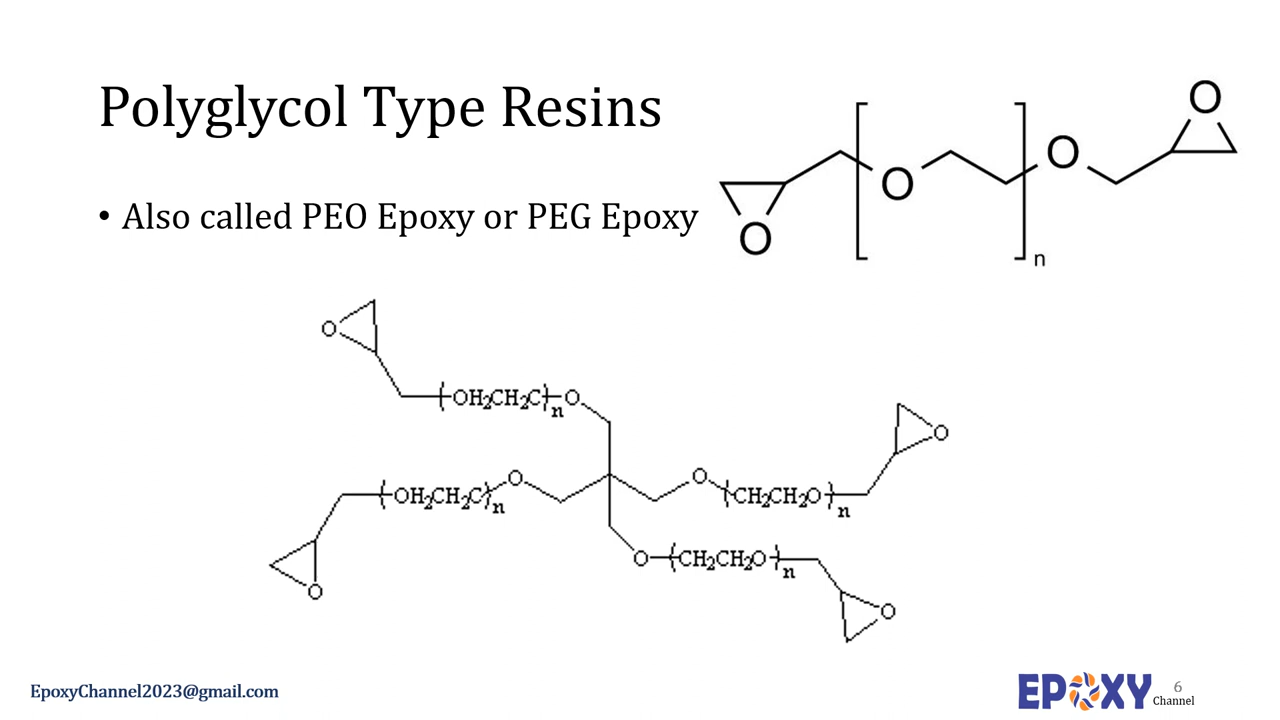 Polyglycol Type Resins
• Also called PEO Epoxy or PEG Epoxy
O
O
O
O
n
O
OH₂CH₂C
n
O
O
OH₂CH₂C
n
O
O
CH₂CH₂O
n
O
O
CH₂CH₂O
n
O
O
EpoxyChannel2023@gmail.com
EPOXY Channel
6